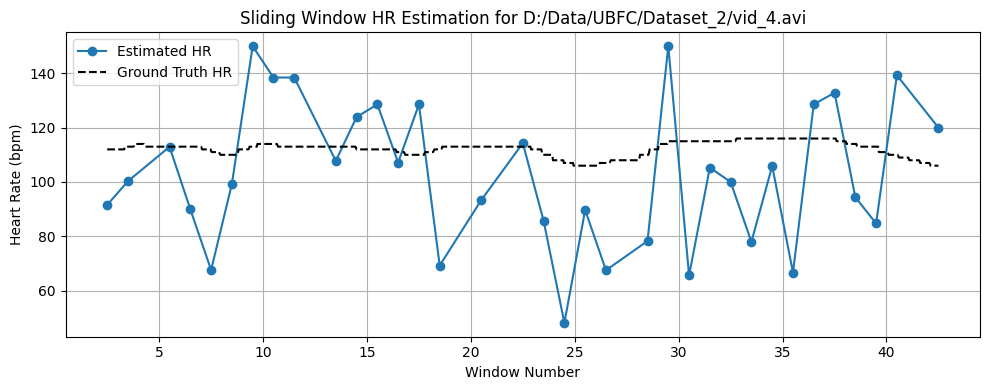 Sliding Window HR Estimation for D:/Data/UBFC/Dataset_2/vid_4.avi
Estimated HR
Ground Truth HR
Heart Rate (bpm)
140
120
100
80
60
5 10 15 20 25 30 35 40
Window Number